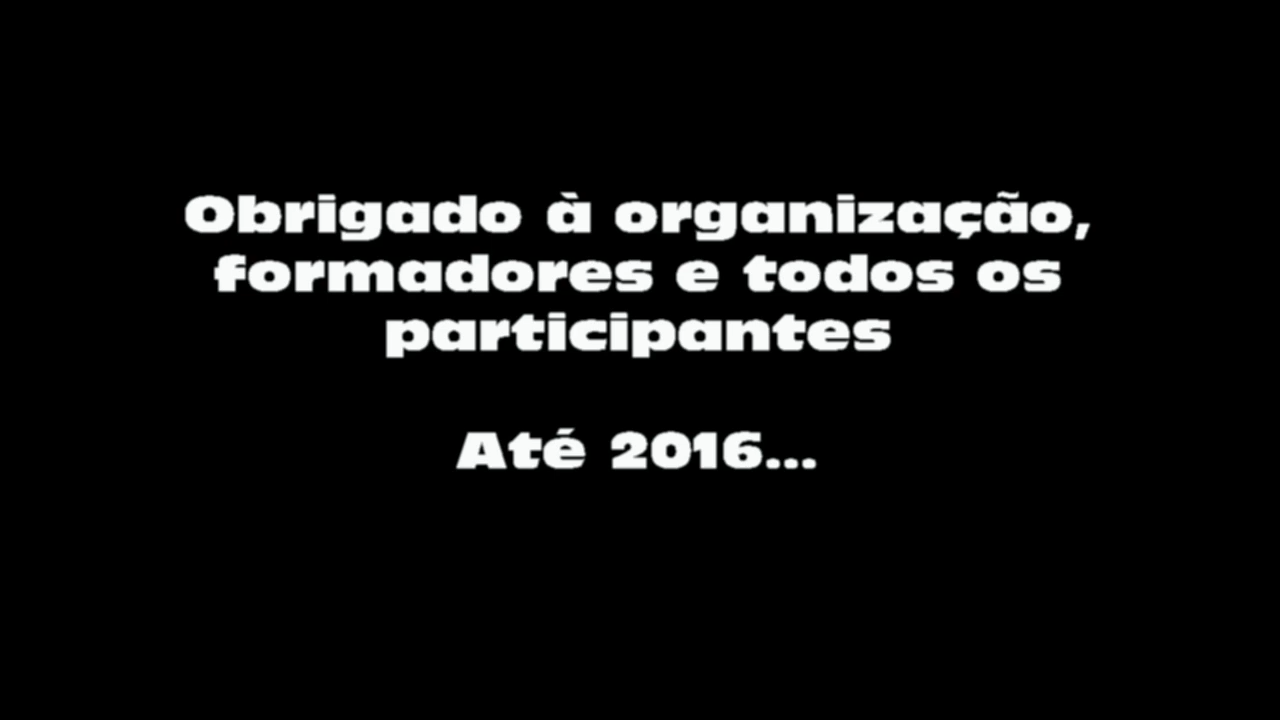 Obrigado à organização,
formadores e todos os
participantes
Até 2016...